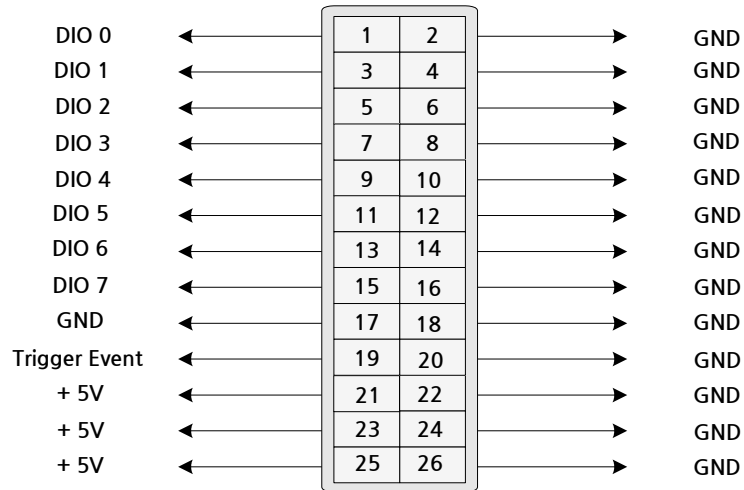 DIO 0 1 2 GND
DIO 1 3 4 GND
DIO 2 5 6 GND
DIO 3 7 8 GND
DIO 4 9 10 GND
DIO 5 11 12 GND
DIO 6 13 14 GND
DIO 7 15 16 GND
GND 17 18 GND
Trigger Event 19 20 GND
+ 5V 21 22 GND
+ 5V 23 24 GND
+ 5V 25 26 GND